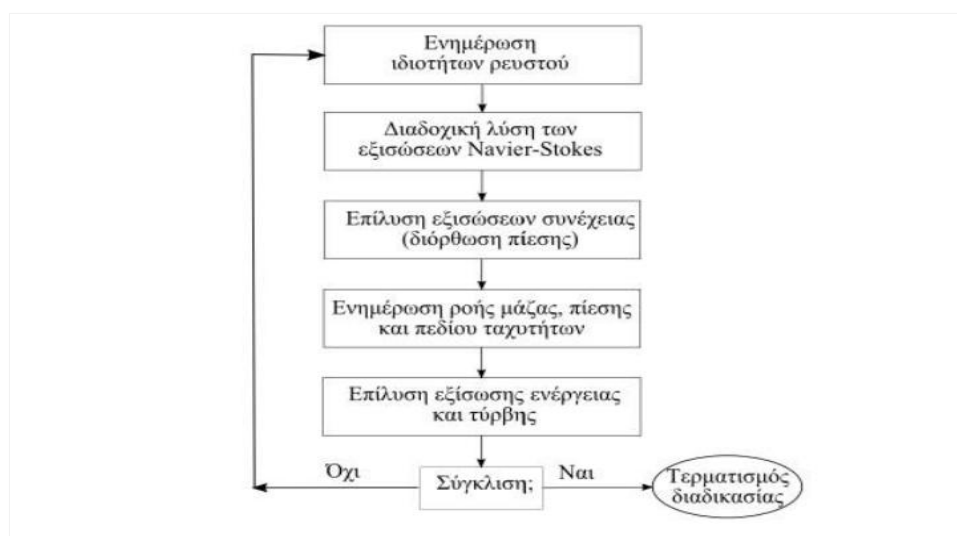 Ενημέρωση
ιδιοτήτων ρευστού
Διαδοχική λύση των
εξισώσεων Navier-Stokes
Επίλυση εξισώσεων συνέχειας
(διόρθωση πίεσης)
Ενημέρωση ροής μάζας, πίεσης
και πεδίου ταχυτήτων
Επίλυση εξίσωσης ενέργειας
και τύρβης
Όχι
Σύγκλιση;
Ναι
Τερματισμός
διαδικασίας